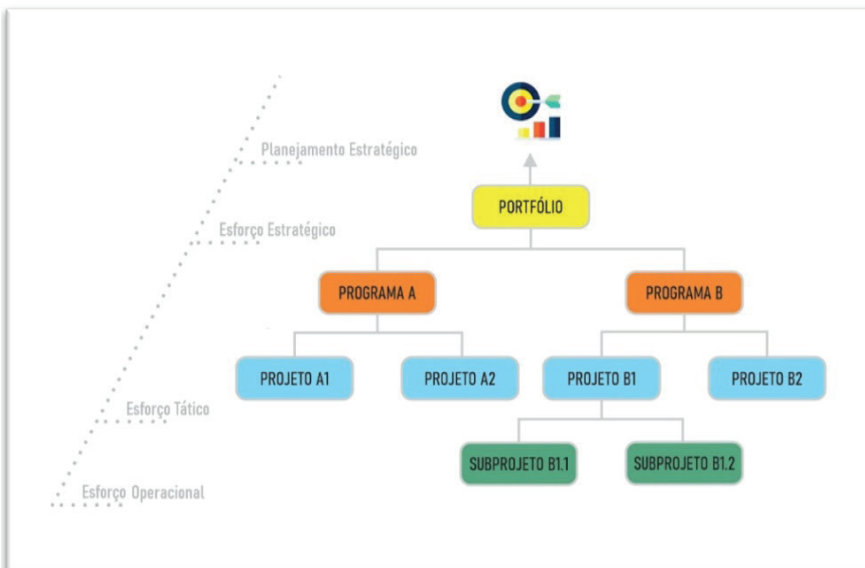 Planejamento Estratégico
PORTFÓLIO
Esforço Estratégico
PROGRAMA A
PROGRAMA B
PROJETO A1
PROJETO A2
PROJETO B1
PROJETO B2
Esforço Tático
SUBPROJETO B1.1
SUBPROJETO B1.2
Esforço Operacional